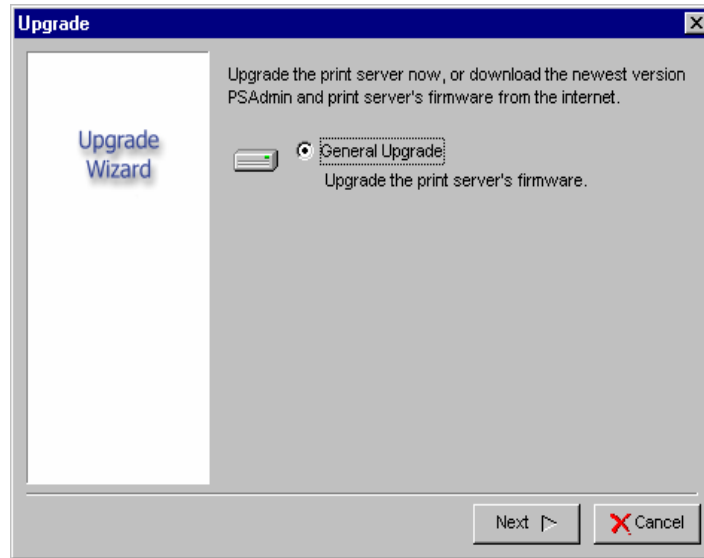 Upgrade
Upgrade the print server now, or download the newest version
PSAdmin and print server's firmware from the internet.
Upgrade
Wizard
General Upgrade
Upgrade the print server's firmware.
Next
Cancel